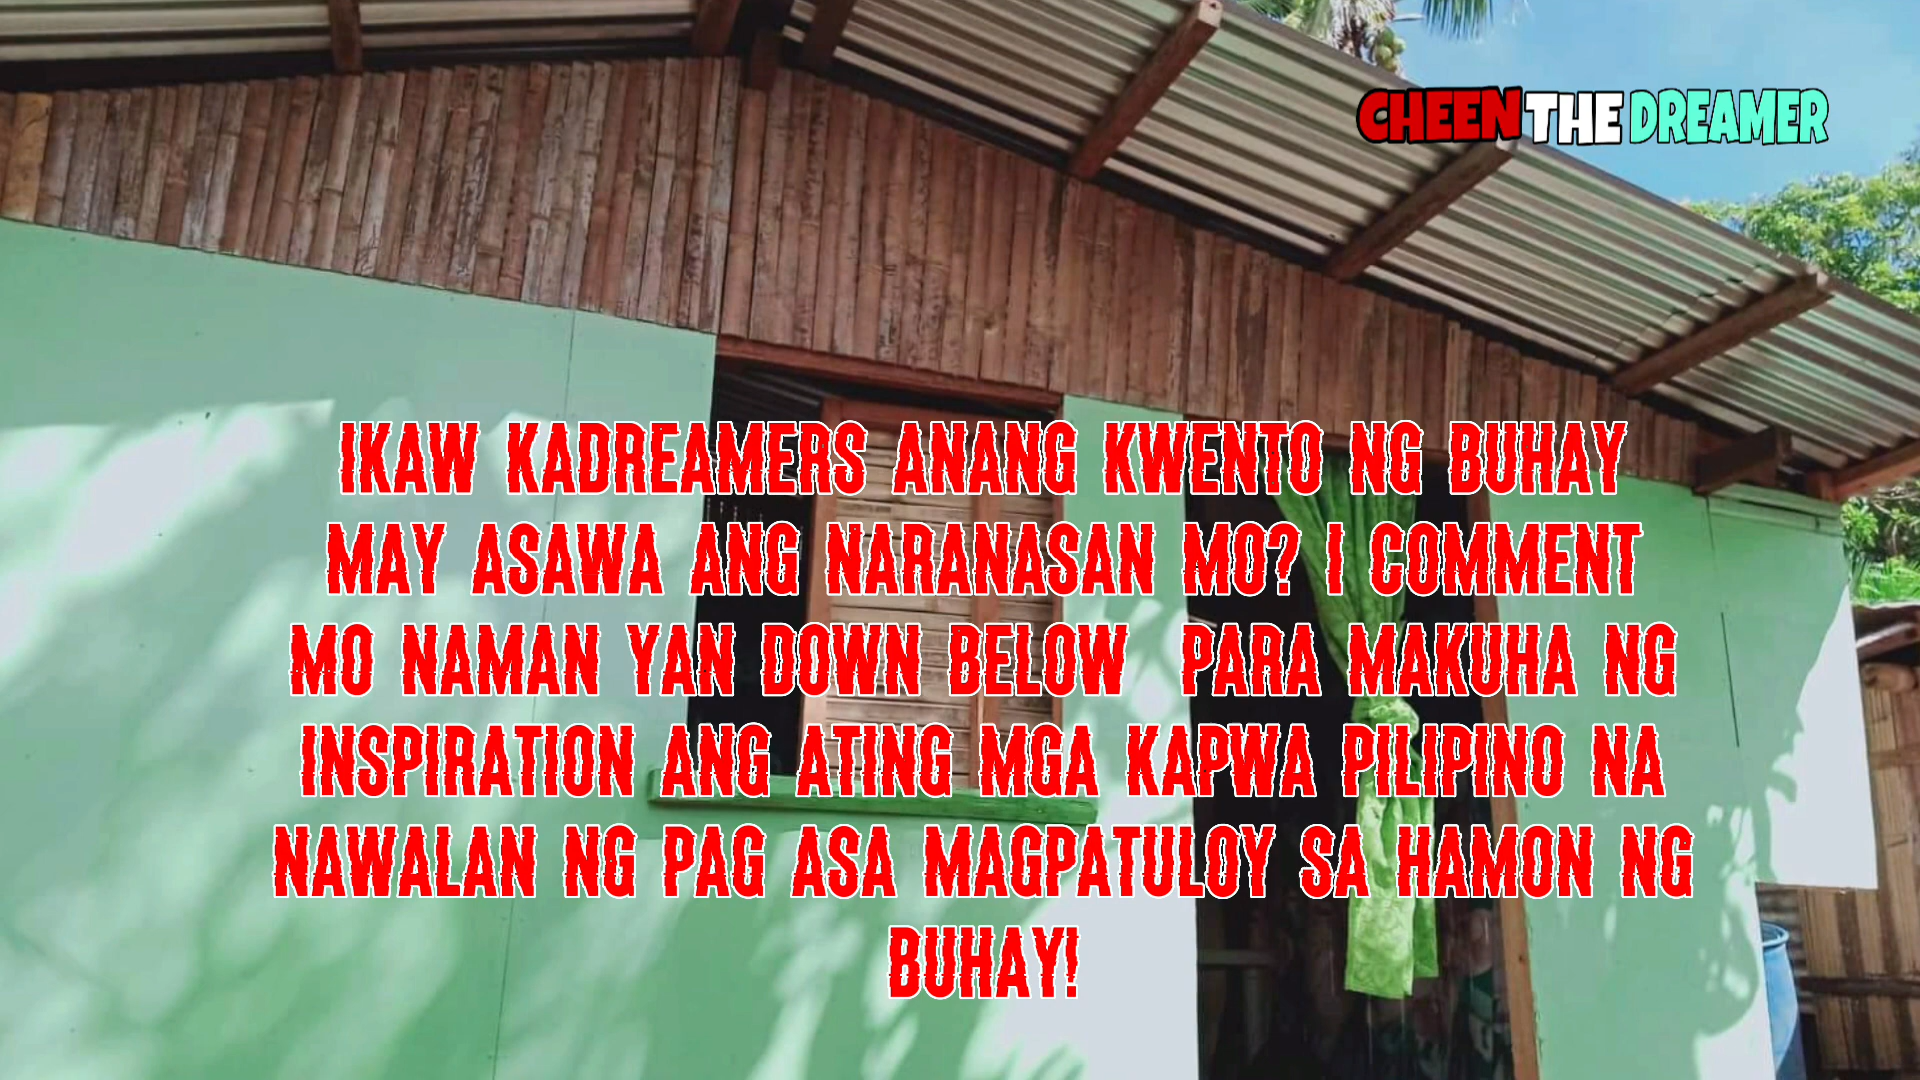 CHEEN THE DREAMER
IKAW KADREAMERS ANANG KWENTO NG BUHAY
MAY ASAWA ANG NARANASAN MO? I COMMENT
MO NAMAN YAN DOWN BELOW PARA MAKUHA NG
INSPIRATION ANG ATING MGA KAPWA PILIPINO NA
NAWALAN NG PAG ASA MAGPATULOY SA HAMON NG
BUHAY!